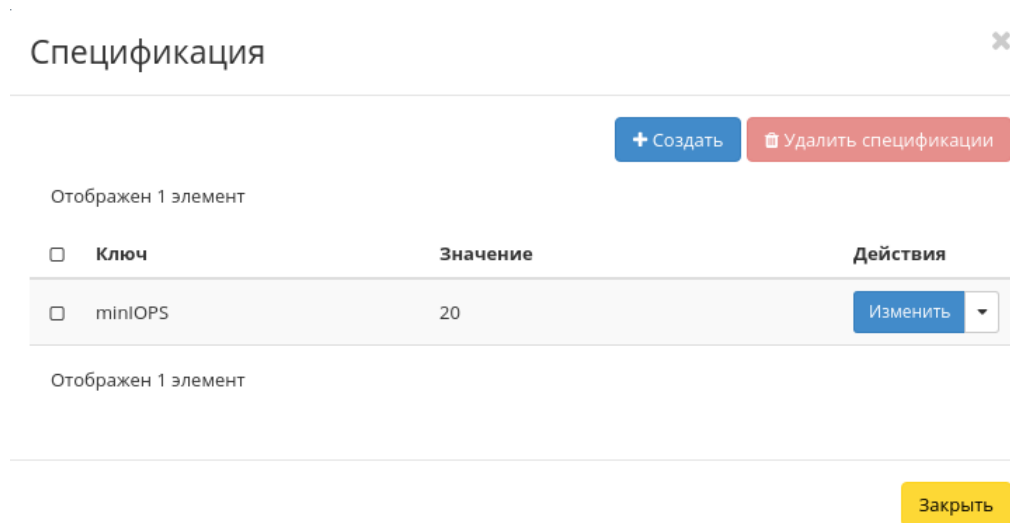 Спецификация
Создать Удалить спецификации
Отображен 1 элемент
Ключ Значение Действия
minIOPS 20 Изменить
Отображен 1 элемент
Закрыть